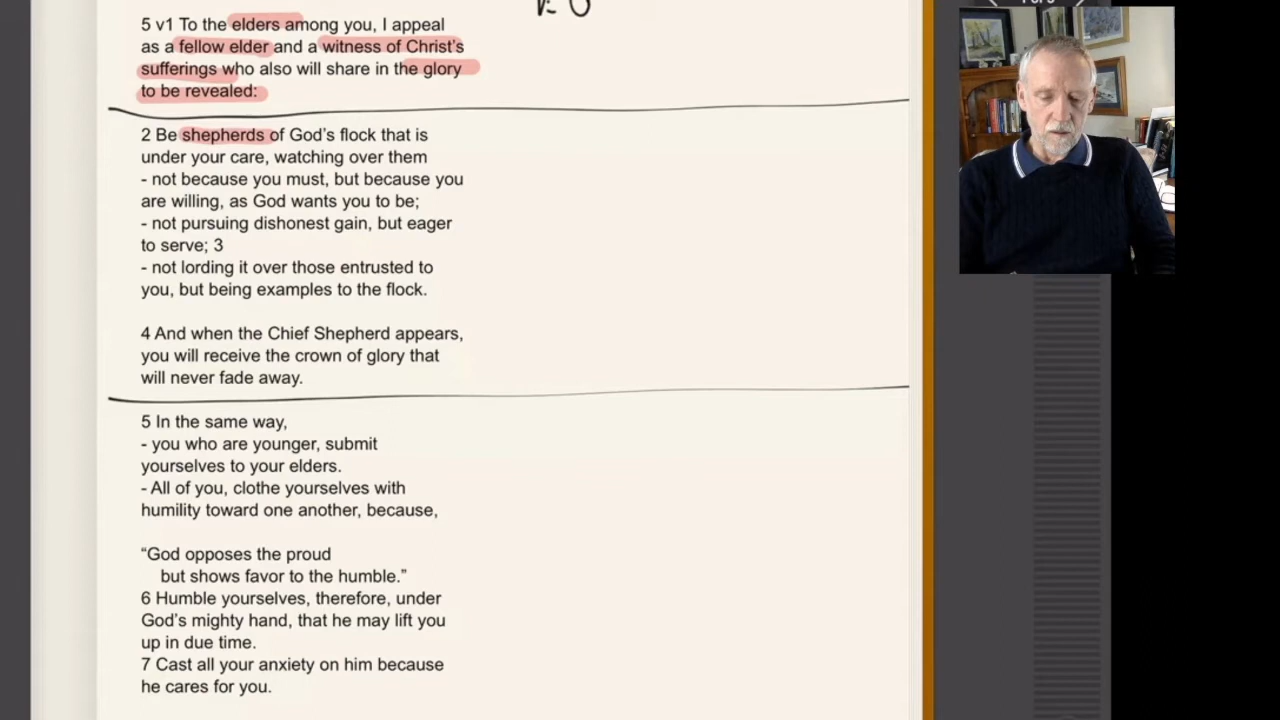 5 v1 To the elders among you, I appeal
as a fellow elder and a witness of Christ's
sufferings who also will share in the glory
to be revealed:
2 Be shepherds of God's flock that is
under your care, watching over them
- not because you must, but because you
are willing, as God wants you to be;
- not pursuing dishonest gain, but eager
to serve; 3
- not lording it over those entrusted to
you, but being examples to the flock.
4 And when the Chief Shepherd appears,
you will receive the crown of glory that
will never fade away.
5 In the same way,
- you who are younger, submit
yourselves to your elders.
- All of you, clothe yourselves with
humility toward one another, because,
“God opposes the proud
but shows favor to the humble.”
6 Humble yourselves, therefore, under
God's mighty hand, that he may lift you
up in due time.
7 Cast all your anxiety on him because
he cares for you.